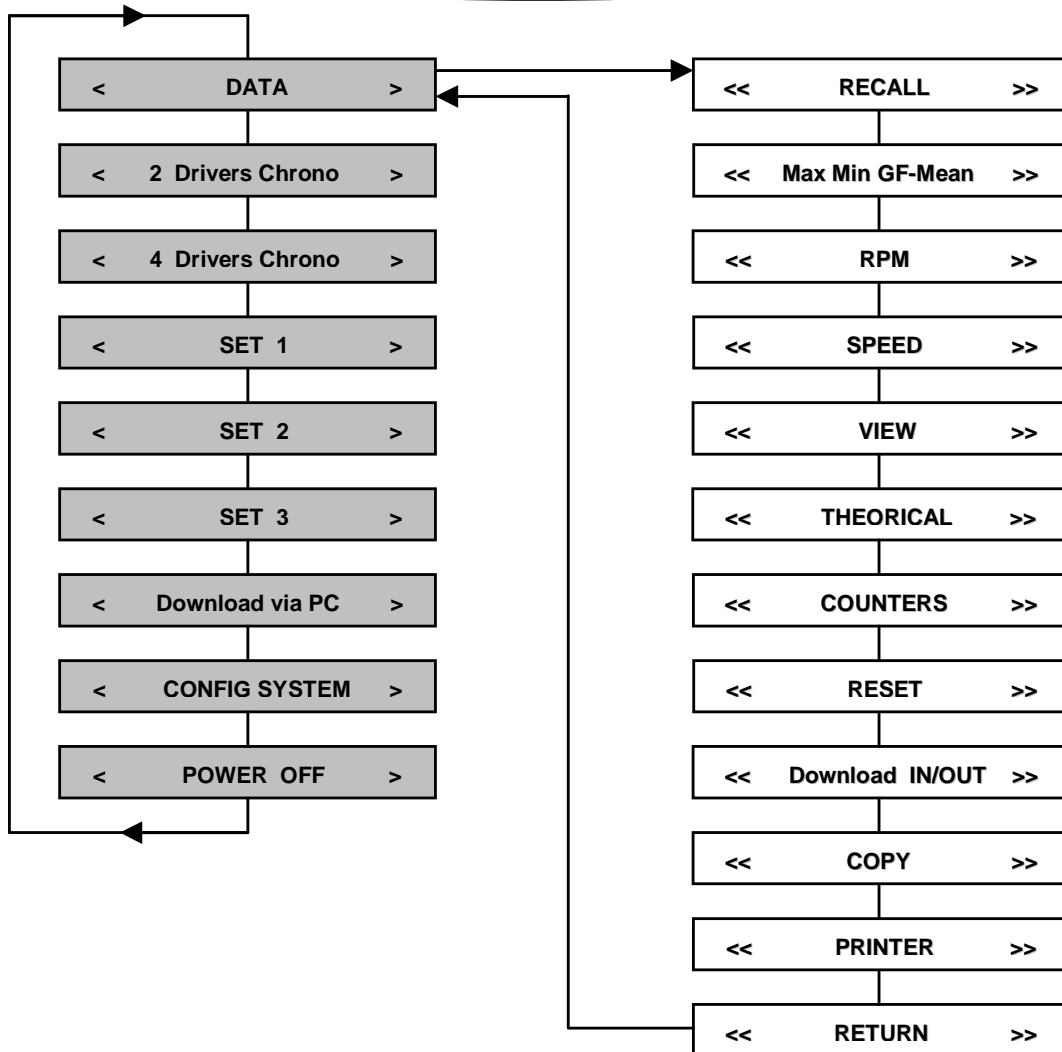 < DATA >
< 2 Drivers Chrono >
< 4 Drivers Chrono >
< SET 1 >
< SET 2 >
< SET 3 >
< Download via PC >
< CONFIG SYSTEM >
< POWER OFF >
<< RECALL >>
<< Max Min GF-Mean >>
<< RPM >>
<< SPEED >>
<< VIEW >>
<< THEORICAL >>
<< COUNTERS >>
<< RESET >>
<< Download IN/OUT >>
<< COPY >>
<< PRINTER >>
<< RETURN >>